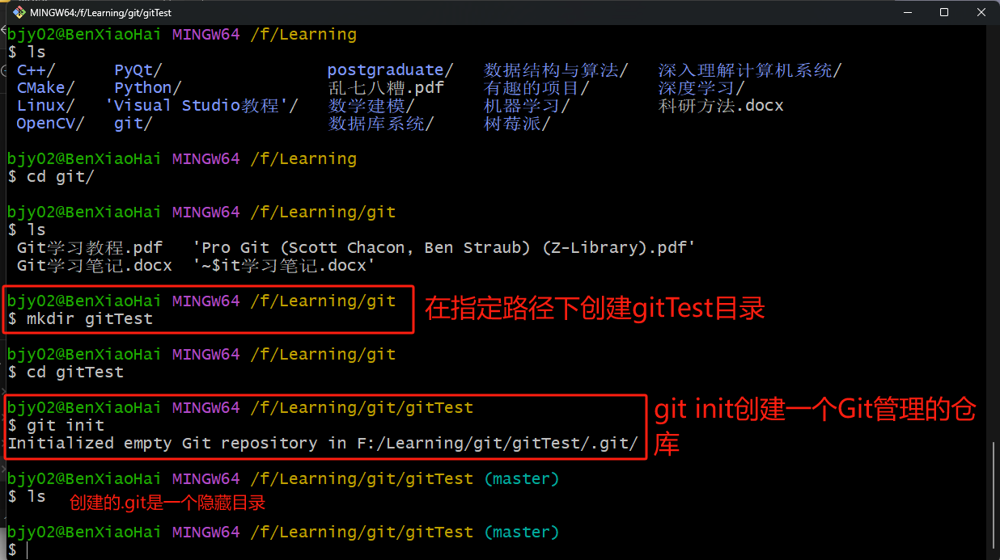 MINGW64:/f/Learning/git/gitTest
bjy02@BenXiaoHai MINGW64 /f/Learning
$ ls
C++/ PyQt/ postgraduate/ 数据结构与算法/ 深入理解计算机系统/
CMake/ Python/ 乱七八糟.pdf 有趣的项目/ 深度学习/
Linux/ 'Visual Studio教程'/ 数学建模/ 机器学习/ 科研方法.docx
OpenCV/ git/ 数据库系统/ 树莓派/
bjy02@BenXiaoHai MINGW64 /f/Learning
$ cd git/
bjy02@BenXiaoHai MINGW64 /f/Learning/git
$ ls
Git学习教程.pdf 'Pro Git (Scott Chacon, Ben Straub) (Z-Library).pdf'
Git学习笔记.docx '~$it学习笔记.docx'
bjy02@BenXiaoHai MINGW64 /f/Learning/git
$ mkdir gitTest
在指定路径下创建gitTest目录
bjy02@BenXiaoHai MINGW64 /f/Learning/git
$ cd gitTest
bjy02@BenXiaoHai MINGW64 /f/Learning/git/gitTest
$ git init
Initialized empty Git repository in F:/Learning/git/gitTest/.git/
git init创建一个Git管理的仓
库
bjy02@BenXiaoHai MINGW64 /f/Learning/git/gitTest (master)
$ ls
创建的.git是一个隐藏目录
bjy02@BenXiaoHai MINGW64 /f/Learning/git/gitTest (master)
$